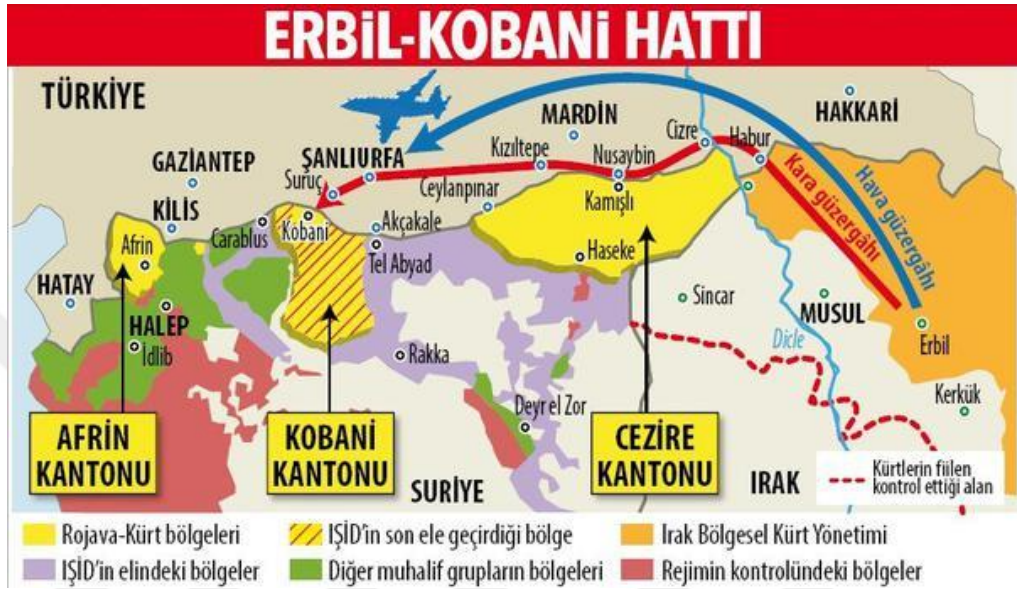 ERBİL-KOBANİ HATTI
TÜRKİYE
HAKKARİ
MARDİN
Cizre
Habur
Kızıltepe
Nusaybin
GAZİANTEP
ŞANLIURFA
Suruç
Ceylanpınar
Kamışlı
KİLİS
Carablus
Kobani
Akçakale
Afrin
Tel Abyad
Haseke
HATAY
Kara güzergâhı
Hava güzergâhı
Sincar
MUSUL
HALEP
İdlib
Rakka
Dicle
Erbil
Deyr el Zor
Kerkük
AFRİN
KANTONU
KOBANİ
KANTONU
CEZİRE
KANTONU
SURİYE
IRAK
Kürtlerin fiilen
kontrol ettiği alan
Rojava-Kürt bölgeleri
IŞİD'in son ele geçirdiği bölge
Irak Bölgesel Kürt Yönetimi
IŞİD'in elindeki bölgeler
Diğer muhalif grupların bölgeleri
Rejimin kontrolündeki bölgeler